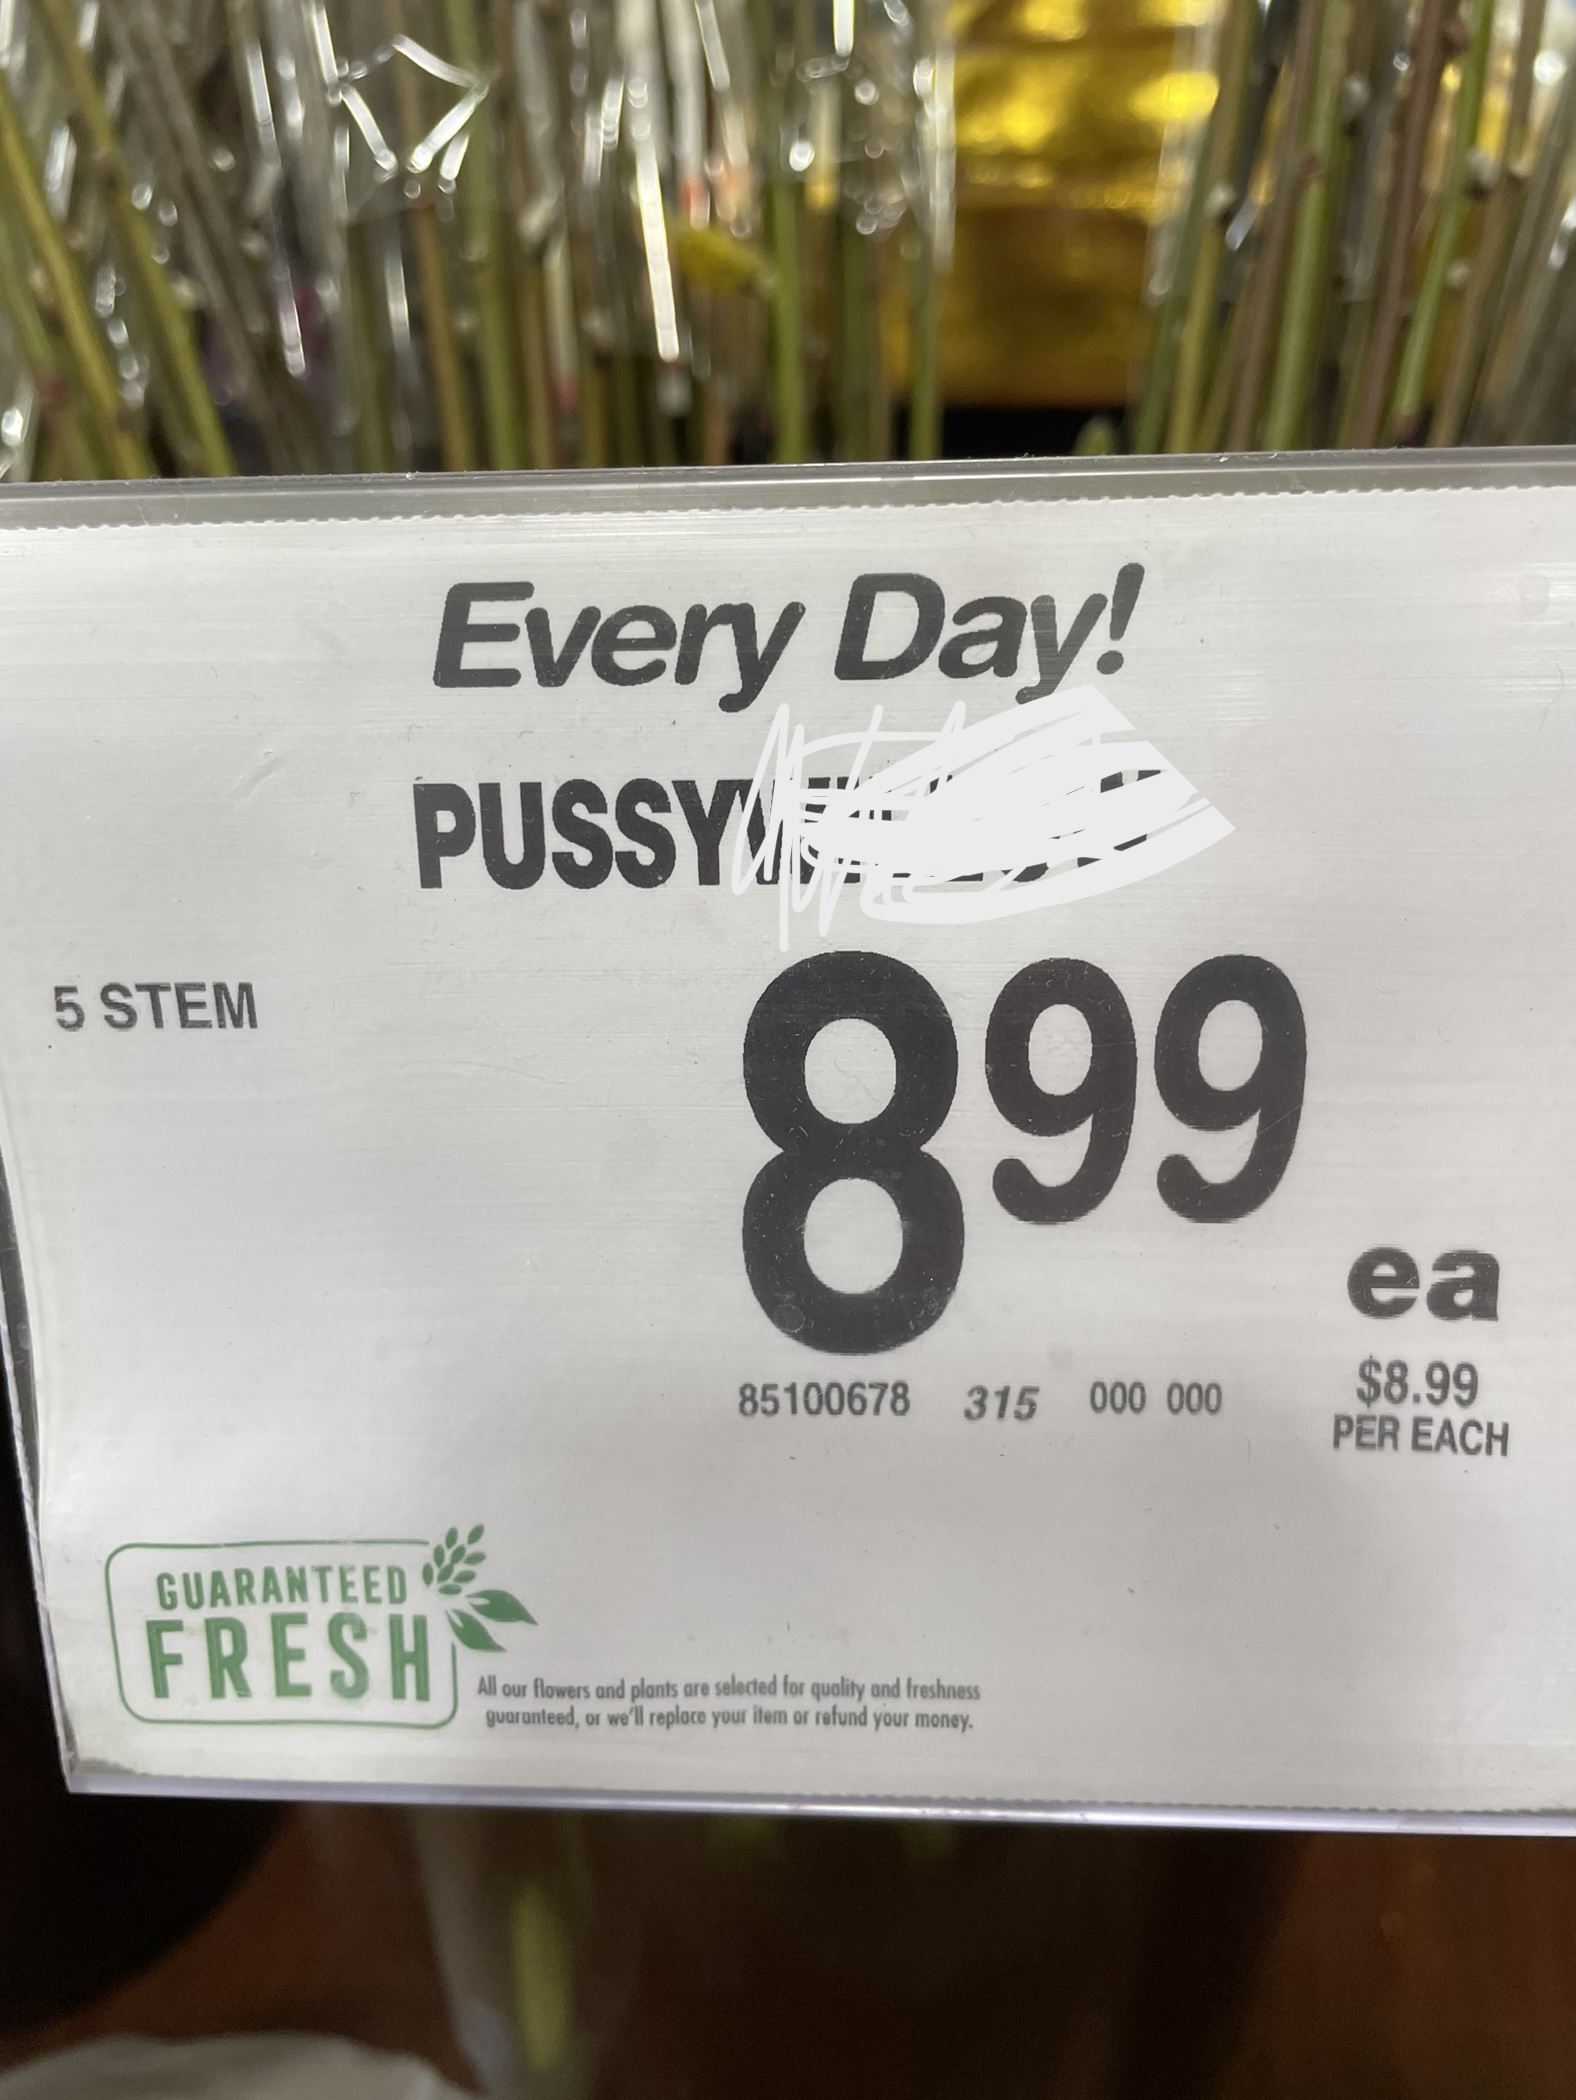 Every Day!
PUSSY
5 STEM
8 99
ea
85100678 315 000 000
$8.99
PER EACH
GUARANTEED
FRESH
All our flowers and plants are selected for quality and freshness
guaranteed, or we'll replace your item or refund your money.